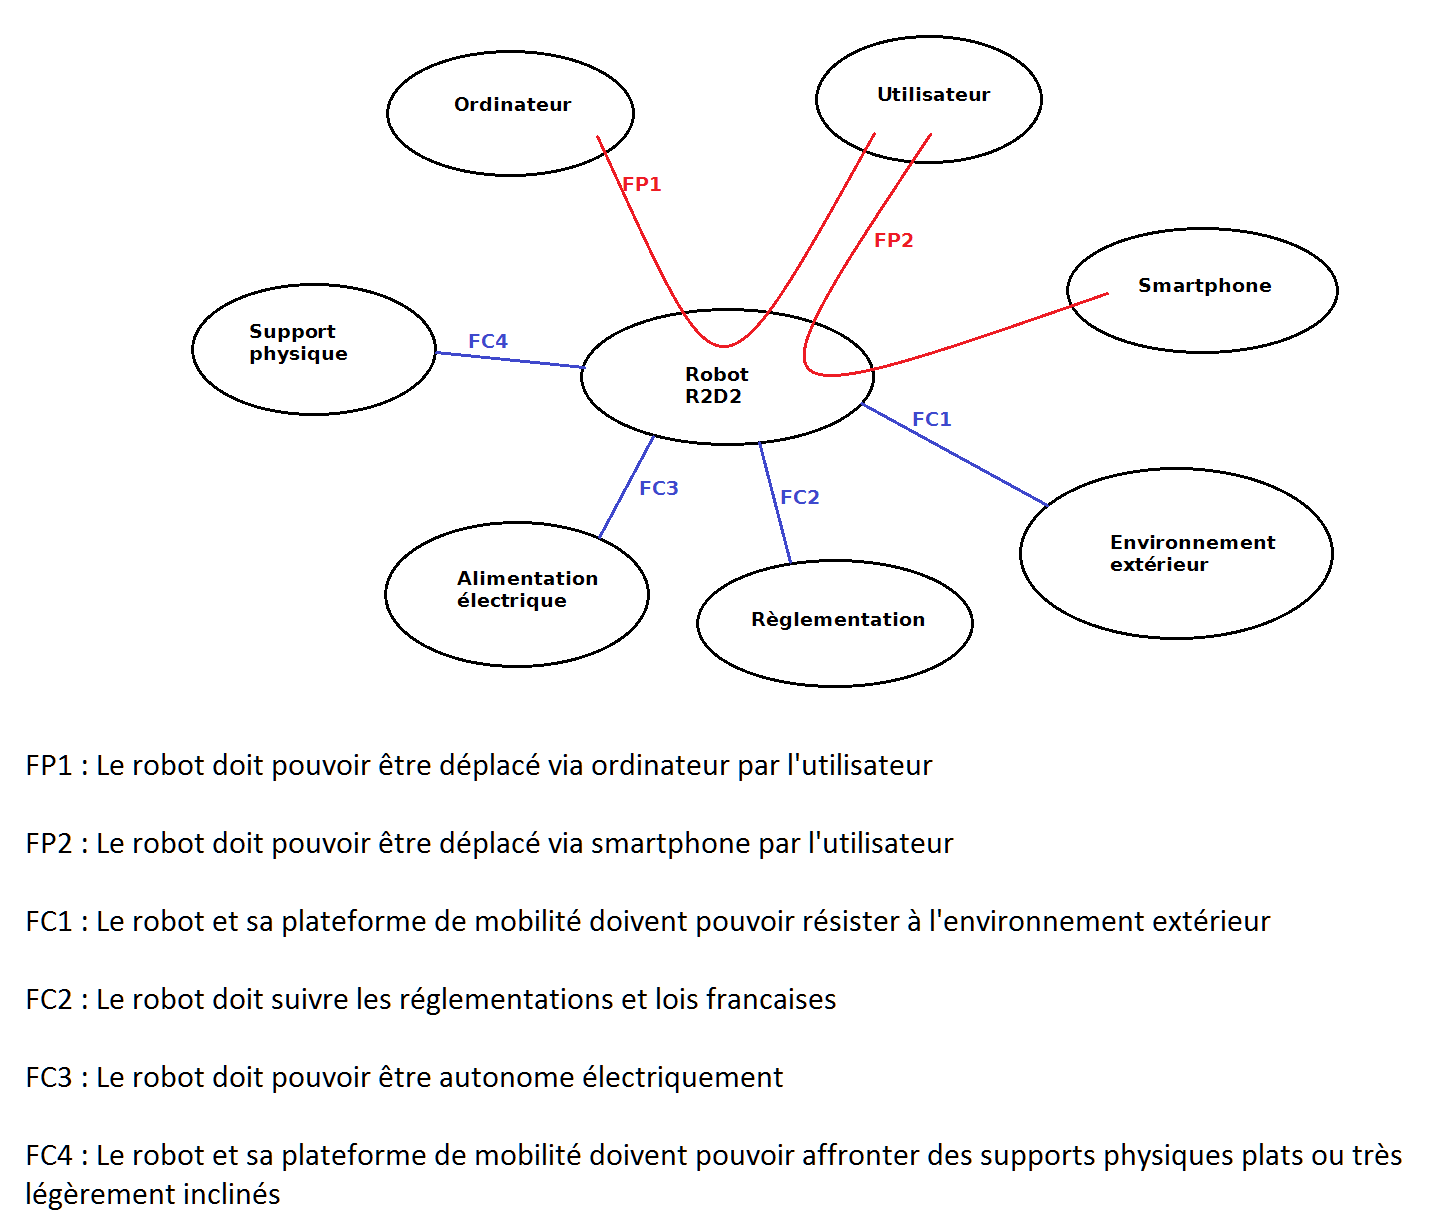 Ordinateur
Utilisateur
FP1
FP2
Smartphone
Support
physique
FC4
Robot
R2D2
FC1
FC3
FC2
Environnement
extérieur
Alimentation
électrique
Règlementation
FP1 : Le robot doit pouvoir être déplacé via ordinateur par l'utilisateur
FP2 : Le robot doit pouvoir être déplacé via smartphone par l'utilisateur
FC1 : Le robot et sa plateforme de mobilité doivent pouvoir résister à l'environnement extérieur
FC2 : Le robot doit suivre les réglementations et lois francaises
FC3 : Le robot doit pouvoir être autonome électriquement
FC4 : Le robot et sa plateforme de mobilité doivent pouvoir affronter des supports physiques plats ou très
légèrement inclinés